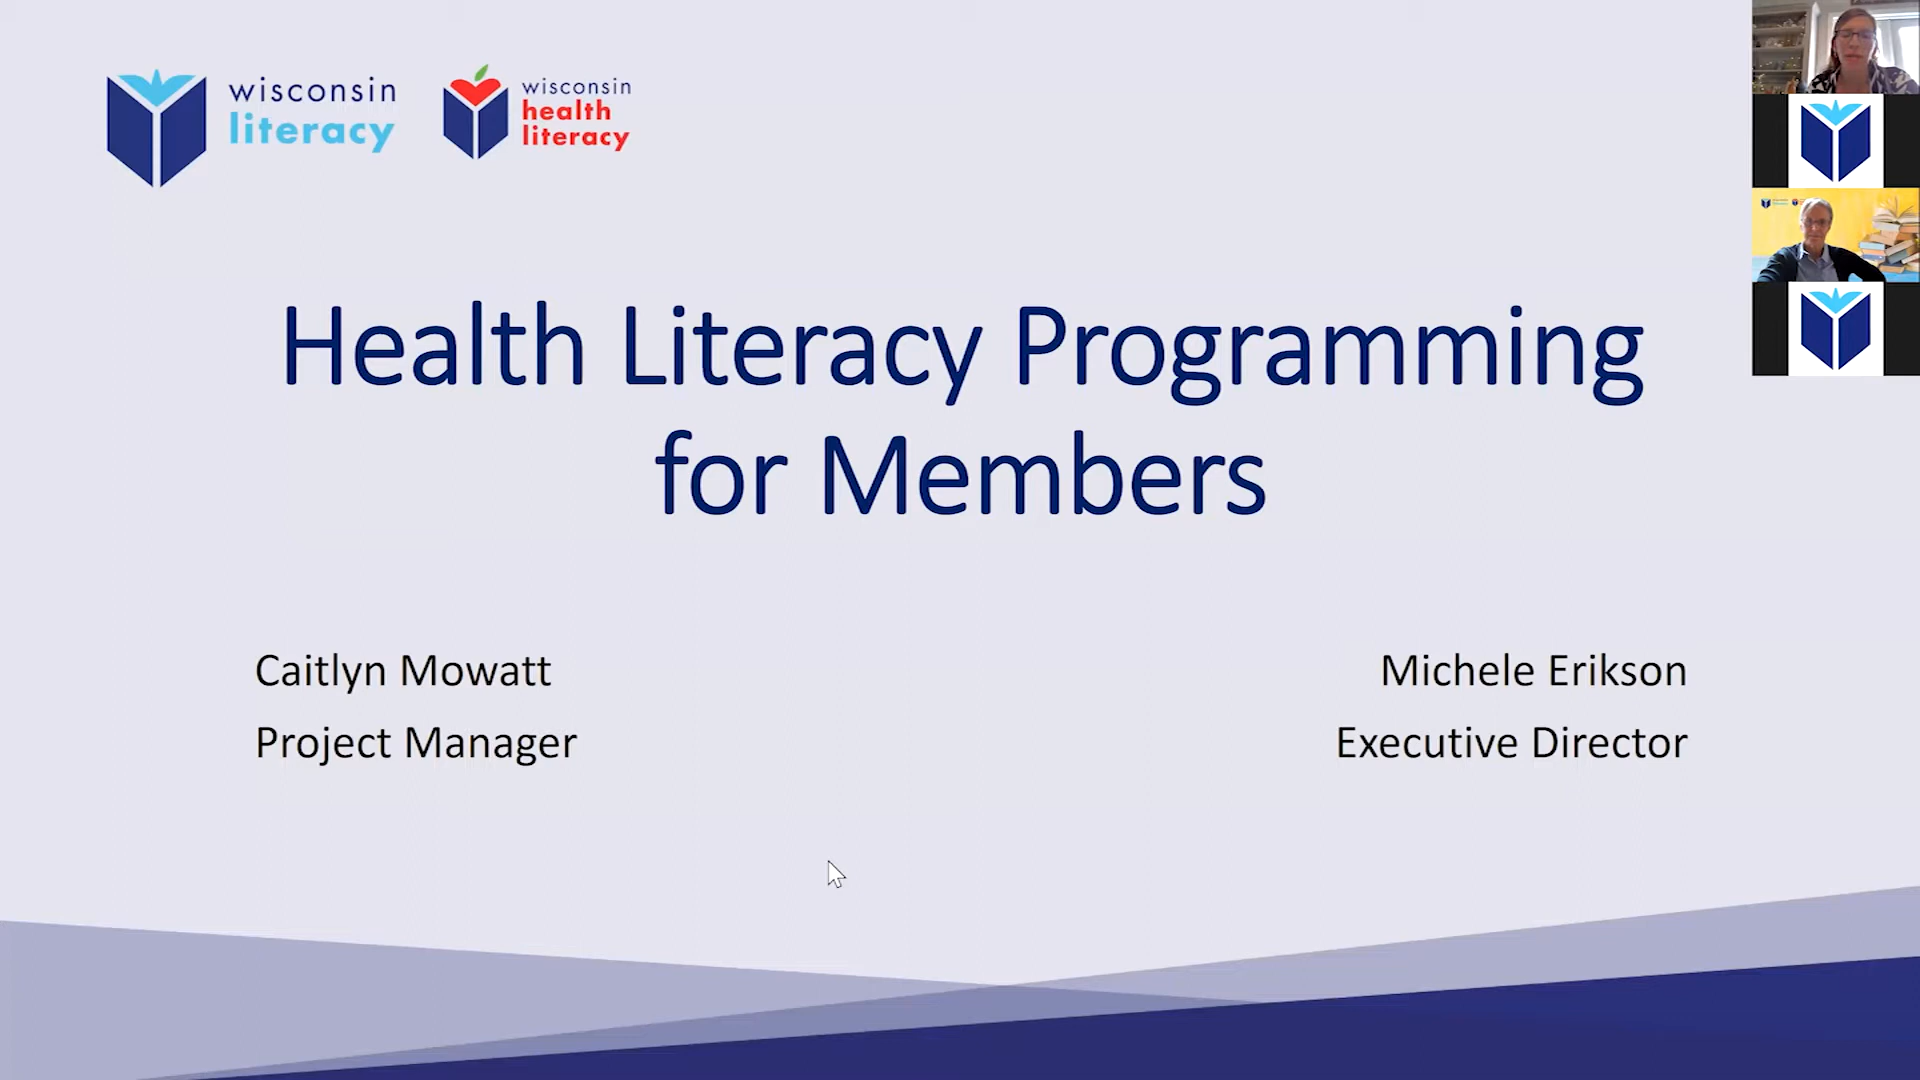 wisconsin
literacy
wisconsin
health
literacy
Health Literacy Programming
for Members
Caitlyn Mowatt
Project Manager
Michele Erikson
Executive Director